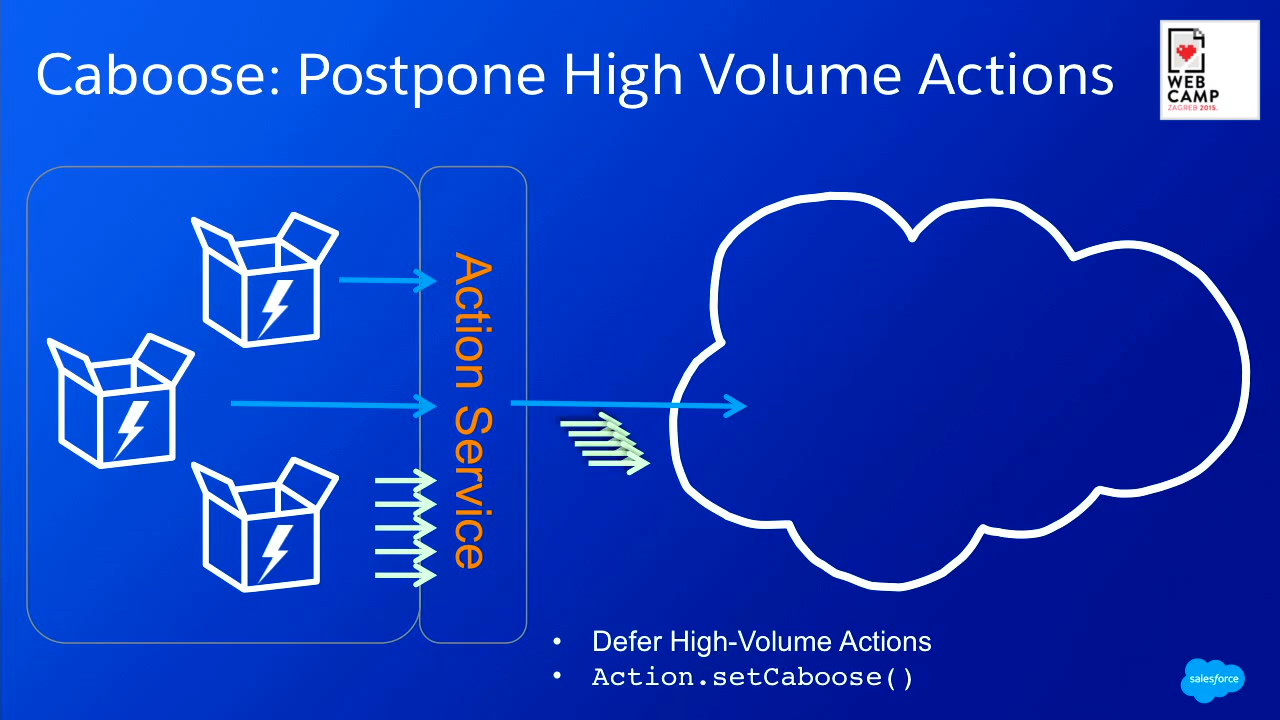 Caboose: Postpone High Volume Actions
WEB
CAMP
ZAGREB 2015.
Action Service
• Defer High-Volume Actions
• Action.setCaboose()
salesforce